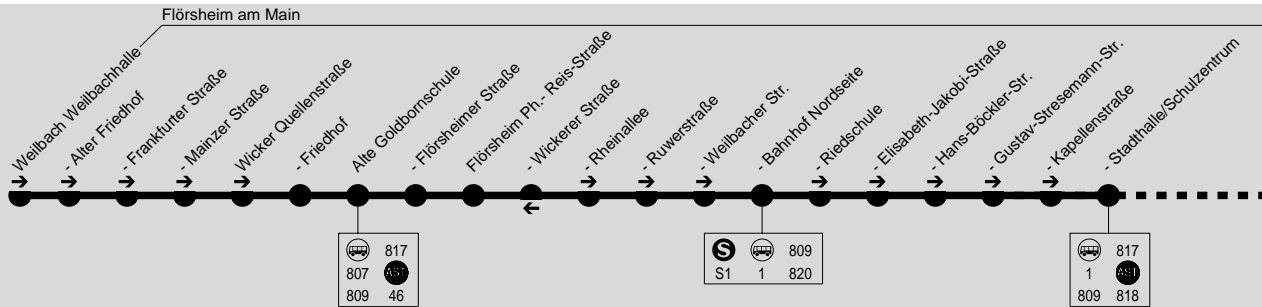 Flörsheim am Main
Weilbach Weilbachhalle
- Alter Friedhof
- Frankfurter Straße
- Mainzer Straße
Wicker Quellenstraße
- Friedhof
Alte Goldbornschule
- Flörsheimer Straße
Flörsheim Ph.- Reis-Straße
- Wickerer Straße
- Rheinallee
- Ruwerstraße
- Weilbacher Str.
- Bahnhof Nordseite
- Riedschule
- Elisabeth-Jakobi-Straße
- Hans-Böckler-Str.
- Gustav-Stresemann-Str.
- Kapellenstraße
- Stadthalle/Schulzentrum
817
807 AST
809 46
S 809
S1 1 820
817
1 AST
809 818